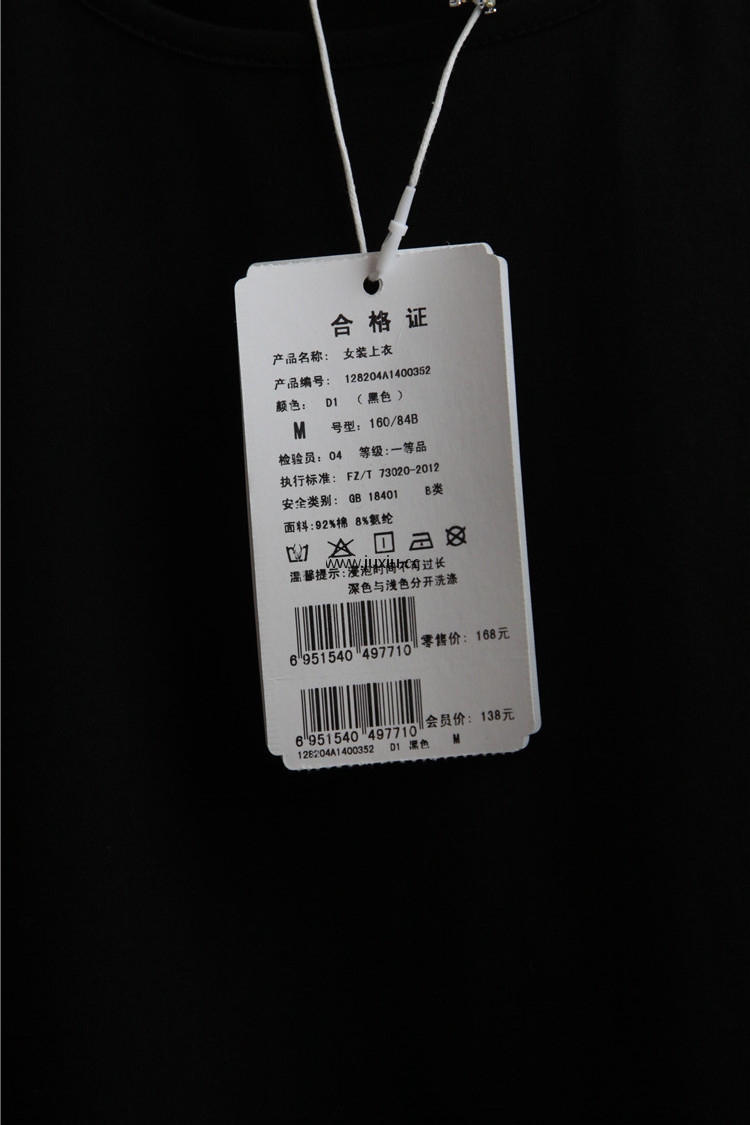 合格证
产品名称: 女装上衣
产品编号: 128204A1400352
颜色: D1 (黑色)
M 号型: 160/84B
检验员: 04 等级:一等品
执行标准: FZ/T 73020-2012
安全类别: GB 18401 B类
面料:92%棉 8%氨纶
www.juxiu.cc
温馨提示:浸泡时间不可过长
深色与浅色分开洗涤
6 951540 497710 零售价: 168元
6 951540 497710 会员价: 138元
128204A1400352 D1 黑色 M